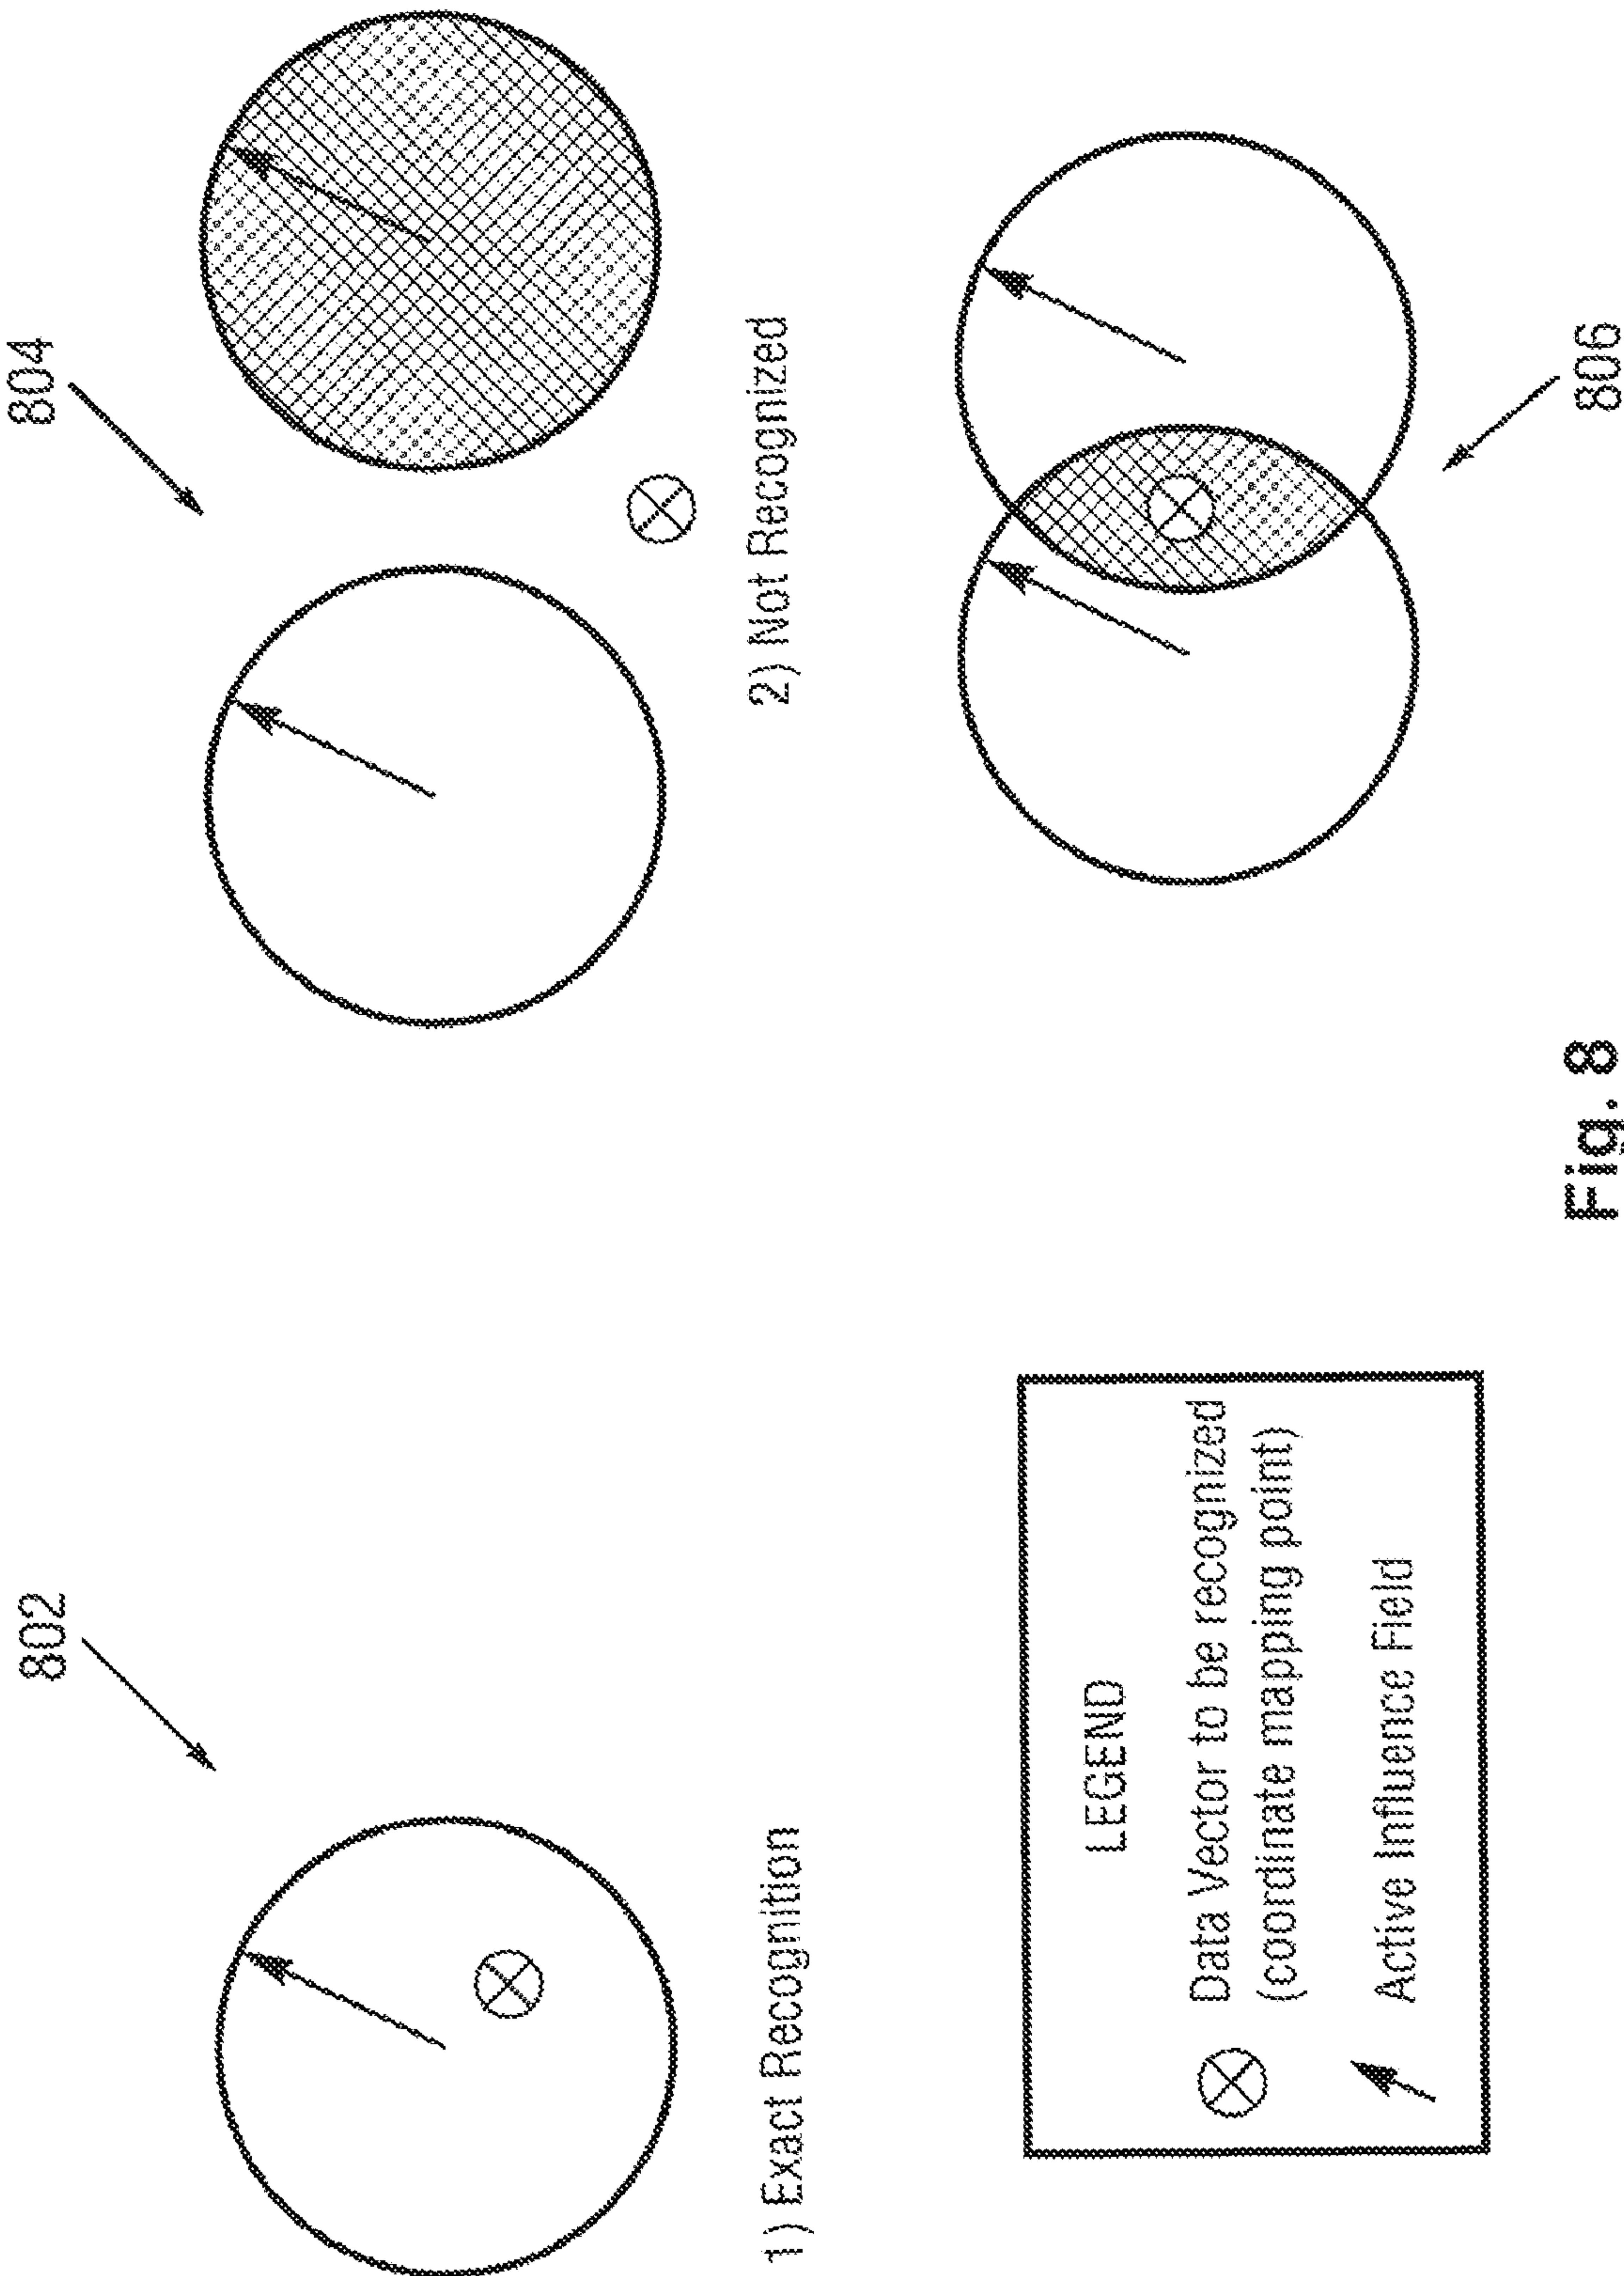 802
804
1) Exact Recognition
2) Not Recognized
LEGEND
Data Vector to be recognized
(coordinate mapping point)
Active Influence Field
806
Fig. 8